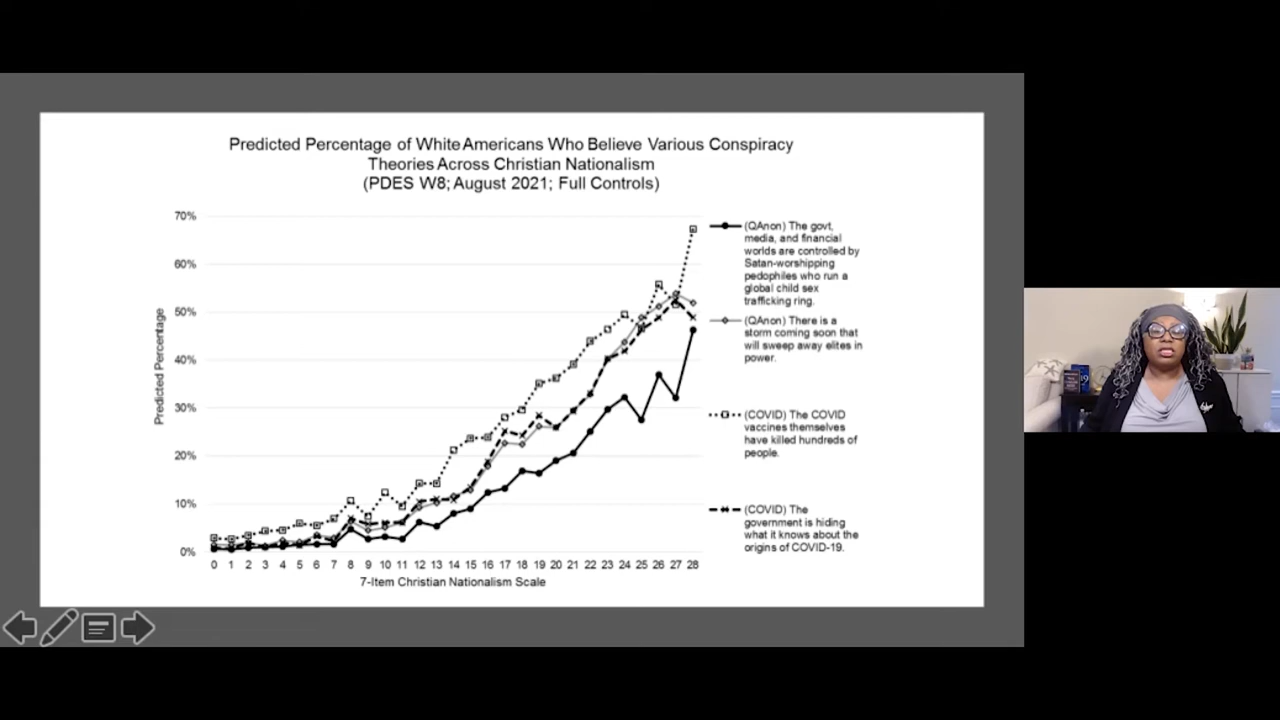 Predicted Percentage of White Americans Who Believe Various Conspiracy
Theories Across Christian Nationalism
(PDES W8; August 2021; Full Controls)
70%
60%
50%
40%
30%
20%
10%
0%
Predicted Percentage
0 1 2 3 4 5 6 7 8 9 10 11 12 13 14 15 16 17 18 19 20 21 22 23 24 25 26 27 28
7-Item Christian Nationalism Scale
(QAnon) The govt,
media, and financial
worlds are controlled by
Satan-worshipping
pedophiles who run a
global child sex
trafficking ring.
(QAnon) There is a
storm coming soon that
will sweep away elites in
power.
(COVID) The COVID
vaccines themselves
have killed hundreds of
people.
(COVID) The
government is hiding
what it knows about the
origins of COVID-19.